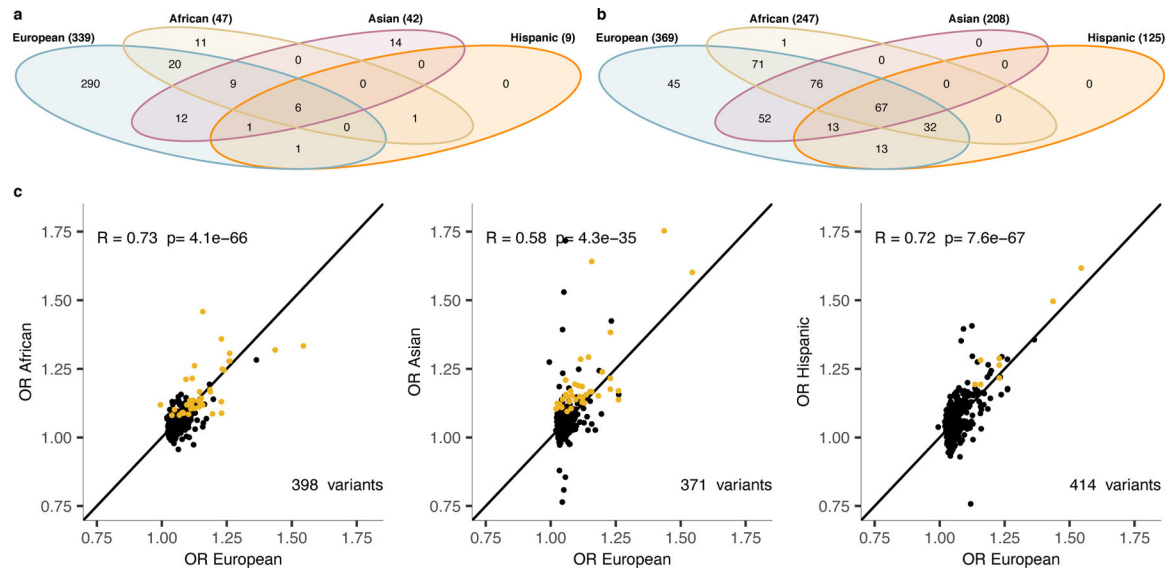 a
African (47) Asian (42)
European (339) Hispanic (9)
11 14
20 0 0
290 9 0 0
6
12 1 0 1
1
b
African (247) Asian (208)
European (369) Hispanic (125)
1 0
71 0 0
45 76 0 0
67
52 13 32 0
13
c
R = 0.73 p= 4.1e−66
OR African
1.75
1.50
1.25
1.00
0.75
398 variants
0.75 1.00 1.25 1.50 1.75
OR European
R = 0.58 p= 4.3e−35
OR Asian
1.75
1.50
1.25
1.00
0.75
371 variants
0.75 1.00 1.25 1.50 1.75
OR European
R = 0.72 p= 7.6e−67
OR Hispanic
1.75
1.50
1.25
1.00
0.75
414 variants
0.75 1.00 1.25 1.50 1.75
OR European